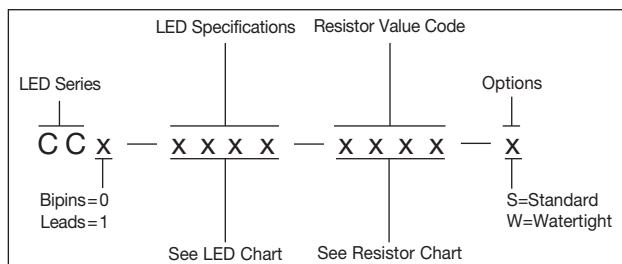 LED Specifications Resistor Value Code
LED Series
Options
C C x — x x x x — x x x x — x
Bipins=0
Leads=1
S=Standard
W=Watertight
See LED Chart See Resistor Chart